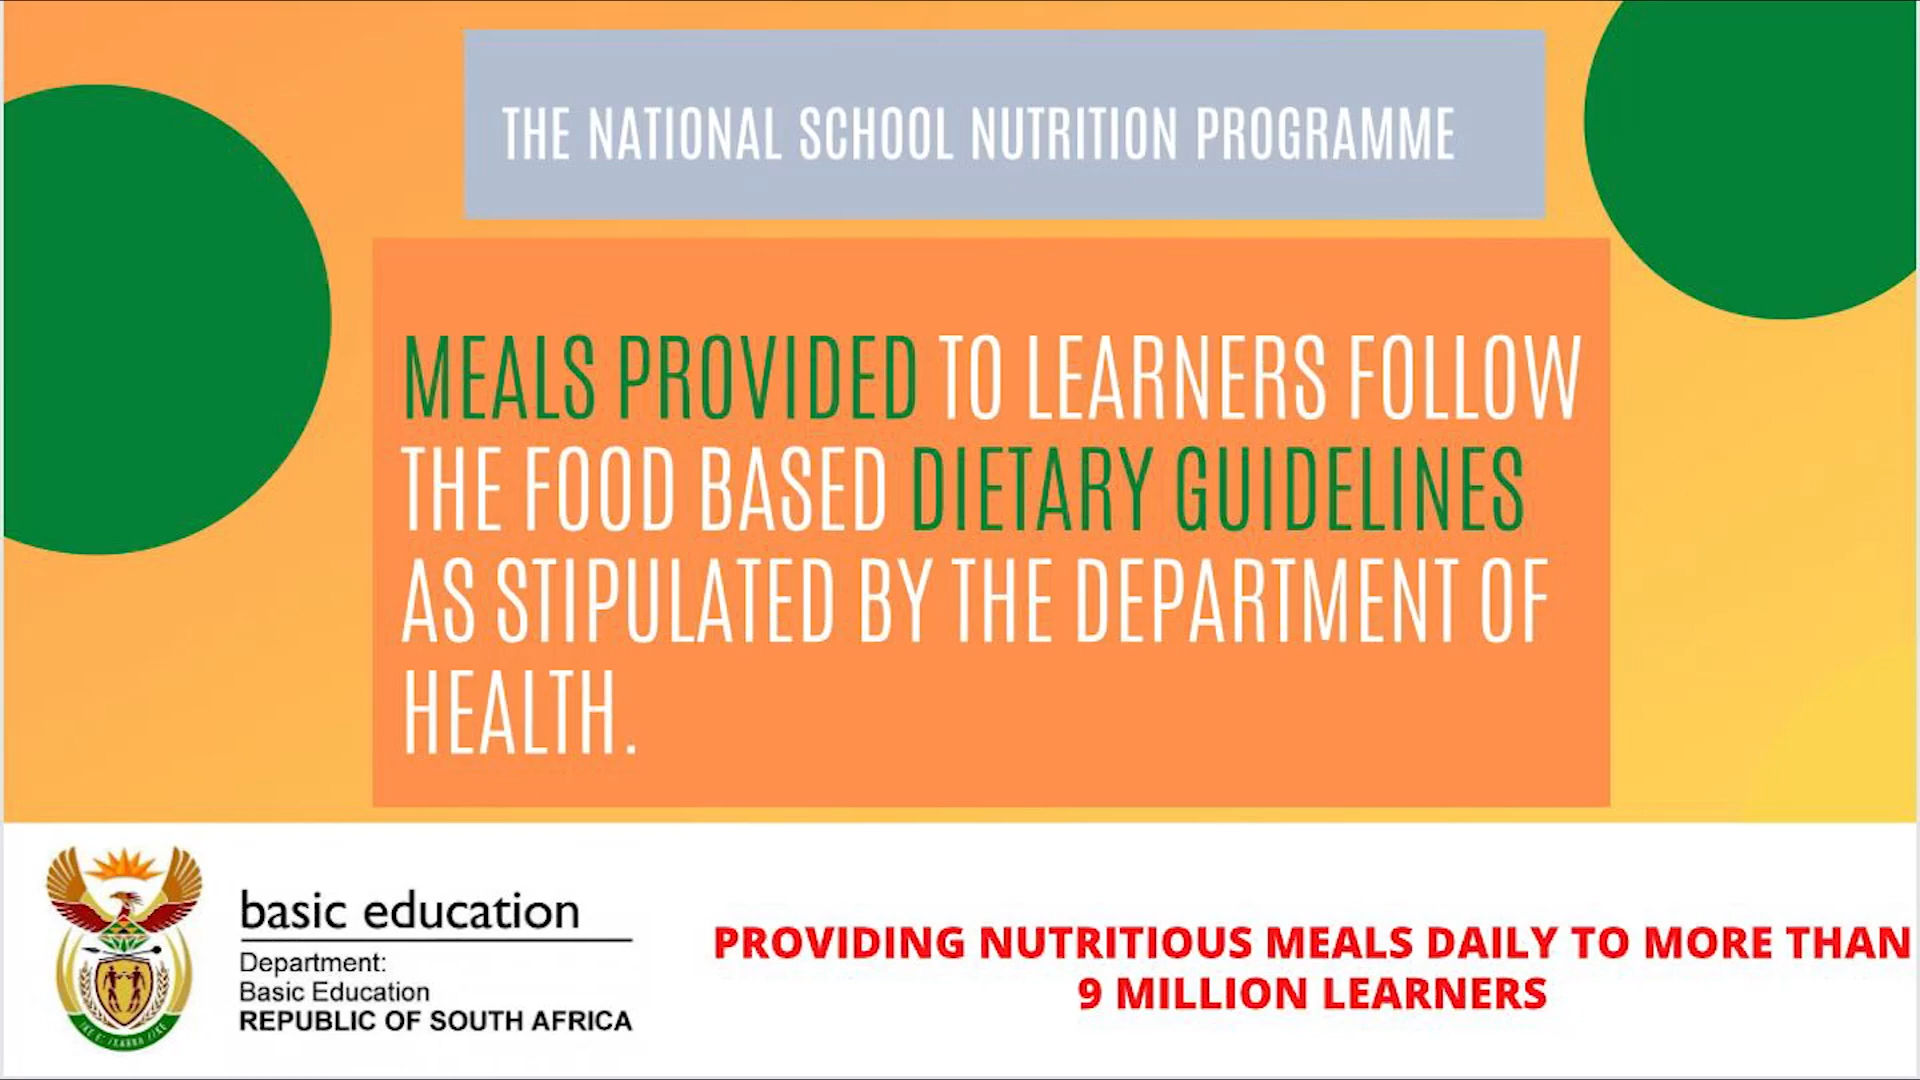 THE NATIONAL SCHOOL NUTRITION PROGRAMME
MEALS PROVIDED TO LEARNERS FOLLOW
THE FOOD BASED DIETARY GUIDELINES
AS STIPULATED BY THE DEPARTMENT OF
HEALTH.
basic education
Department:
Basic Education
REPUBLIC OF SOUTH AFRICA
PROVIDING NUTRITIOUS MEALS DAILY TO MORE THAN
9 MILLION LEARNERS